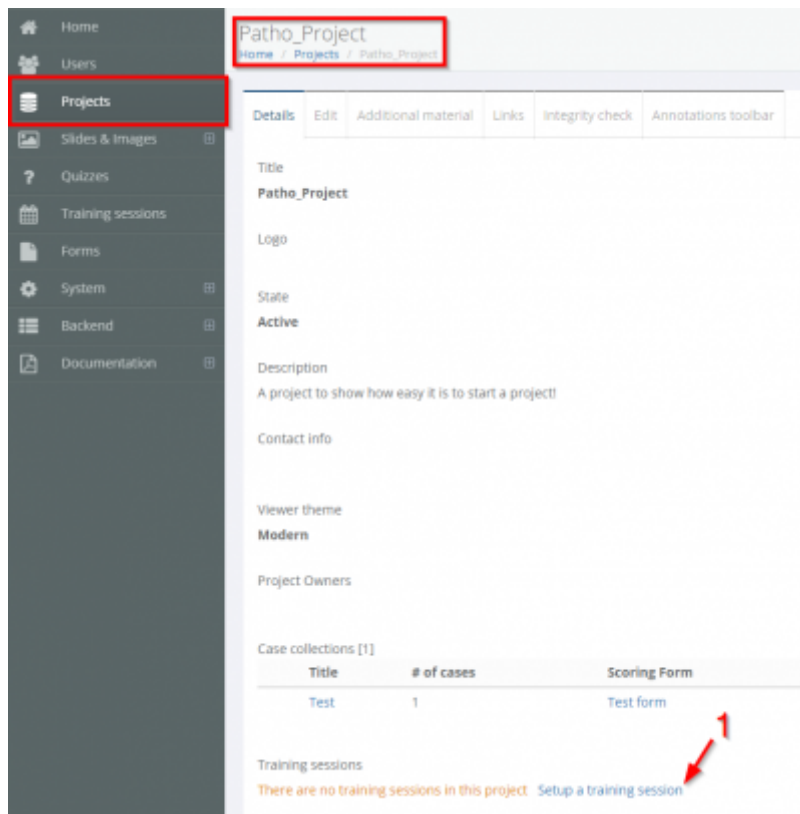 Home
Users
Projects
Slides & Images
Quizzes
Training sessions
Forms
System
Backend
Documentation
Patho_Project
Home / Projects / Patho_Project
Details Edit Additional material Links Integrity check Annotations toolbar
Title
Patho_Project
Logo
State
Active
Description
A project to show how easy it is to start a project!
Contact info
Viewer theme
Modern
Project Owners
Case collections [1]
Title # of cases Scoring Form
Test 1 Test form
1
Training sessions
There are no training sessions in this project Setup a training session